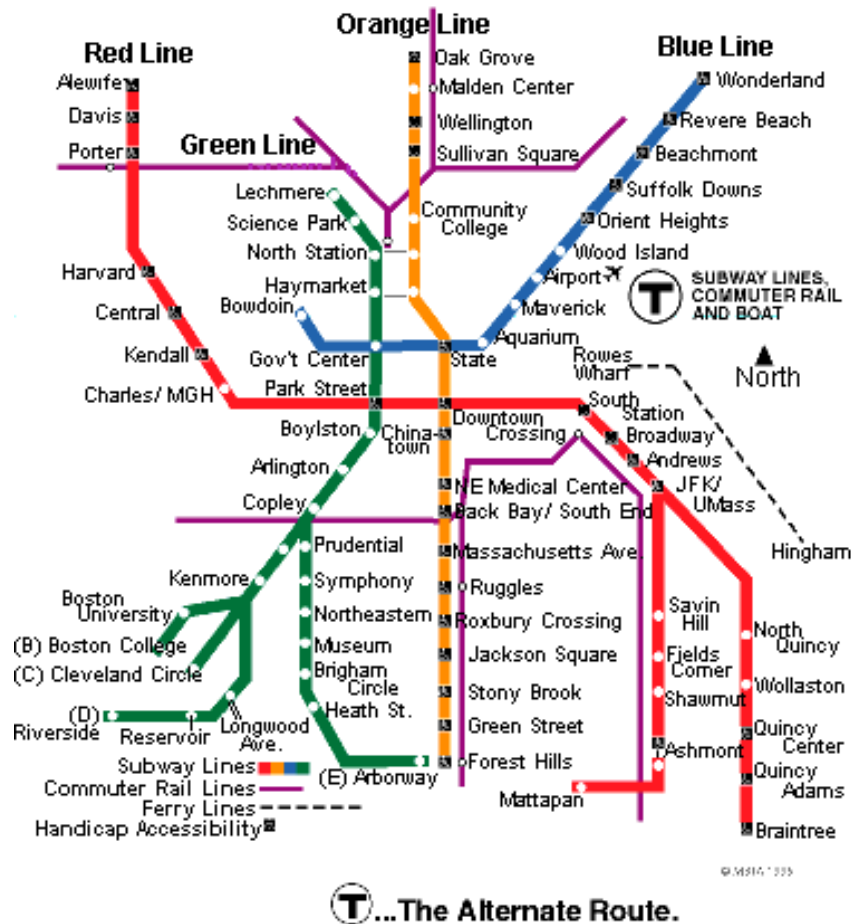 Orange Line
Red Line
Blue Line
Green Line
Alewife
Davis
Porter
Harvard
Central
Kendall
Charles/ MGH
Oak Grove
Malden Center
Wellington
Sullivan Square
Community
College
Wonderland
Revere Beach
Beachmont
Suffolk Downs
Orient Heights
Wood Island
Airport
Maverick
Aquarium
Lechmere
Science Park
North Station
Haymarket
Bowdoin
Gov't Center
State
Park Street
T
SUBWAY LINES,
COMMUTER RAIL
AND BOAT
North
Rowes
Wharf
Hingham
Downtown
Crossing
South
Station
Broadway
Andrews
JFK/
UMass
Boylston
China-
town
Arlington
Copley
NE Medical Center
Back Bay/ South End
Massachusetts Ave.
Ruggles
Roxbury Crossing
Jackson Square
Stony Brook
Green Street
Forest Hills
Kenmore
Boston
University
(B) Boston College
(C) Cleveland Circle
(D)
Riverside
Reservoir
Longwood
Ave.
Prudential
Symphony
Northeastern
Museum
Brigham
Circle
Heath St.
(E) Arborway
Savin
Hill
Fields
Corner
Shawmut
Ashmont
Mattapan
North
Quincy
Wollaston
Quincy
Center
Quincy
Adams
Braintree
Subway Lines
Commuter Rail Lines
Ferry Lines
Handicap Accessibility
T...The Alternate Route.